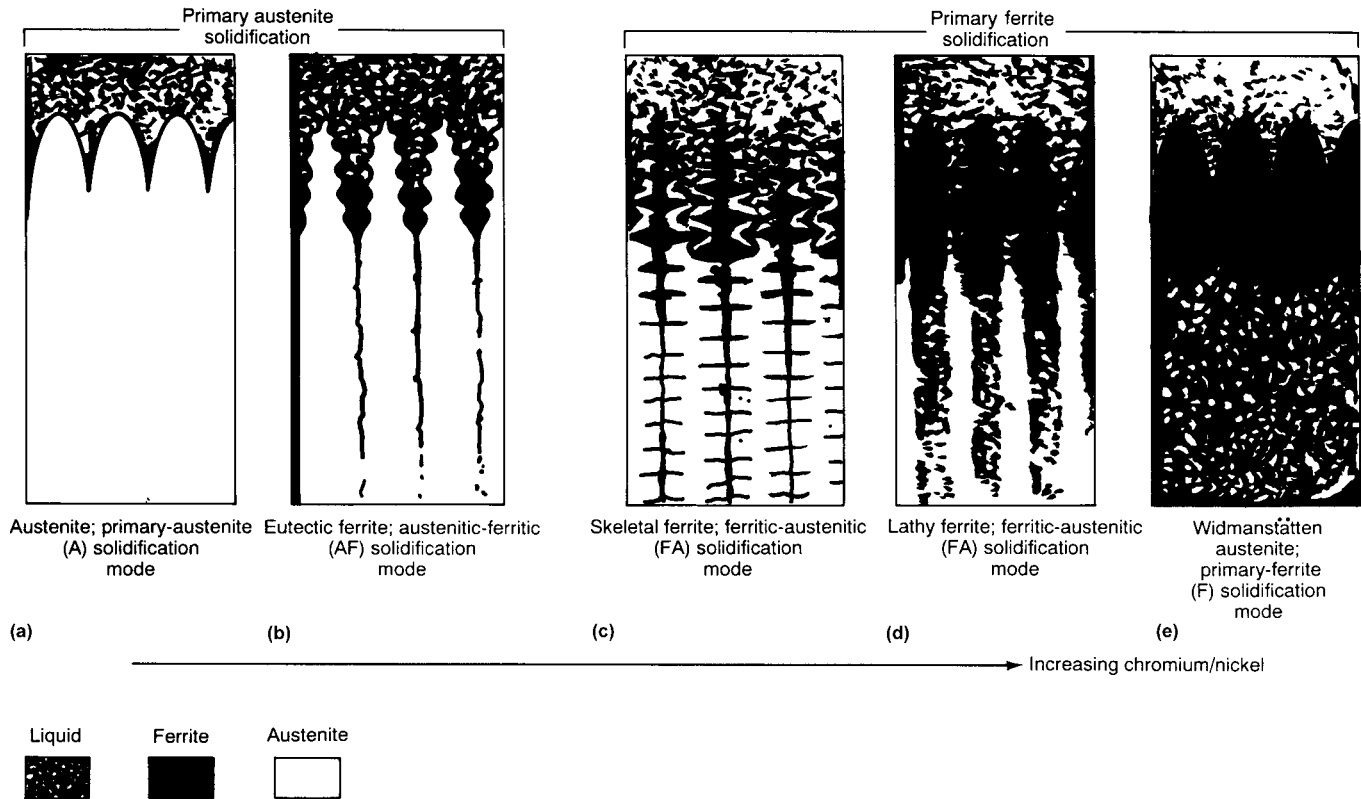 Primary austenite
solidification
Primary ferrite
solidification
Austenite; primary-austenite
(A) solidification
mode
Eutectic ferrite; austenitic-ferritic
(AF) solidification
mode
Skeletal ferrite; ferritic-austenitic
(FA) solidification
mode
Lathy ferrite; ferritic-austenitic
(FA) solidification
mode
Widmanstätten
austenite;
primary-ferrite
(F) solidification
mode
(a)
(b)
(c)
(d)
(e)
Increasing chromium/nickel
Liquid
Ferrite
Austenite